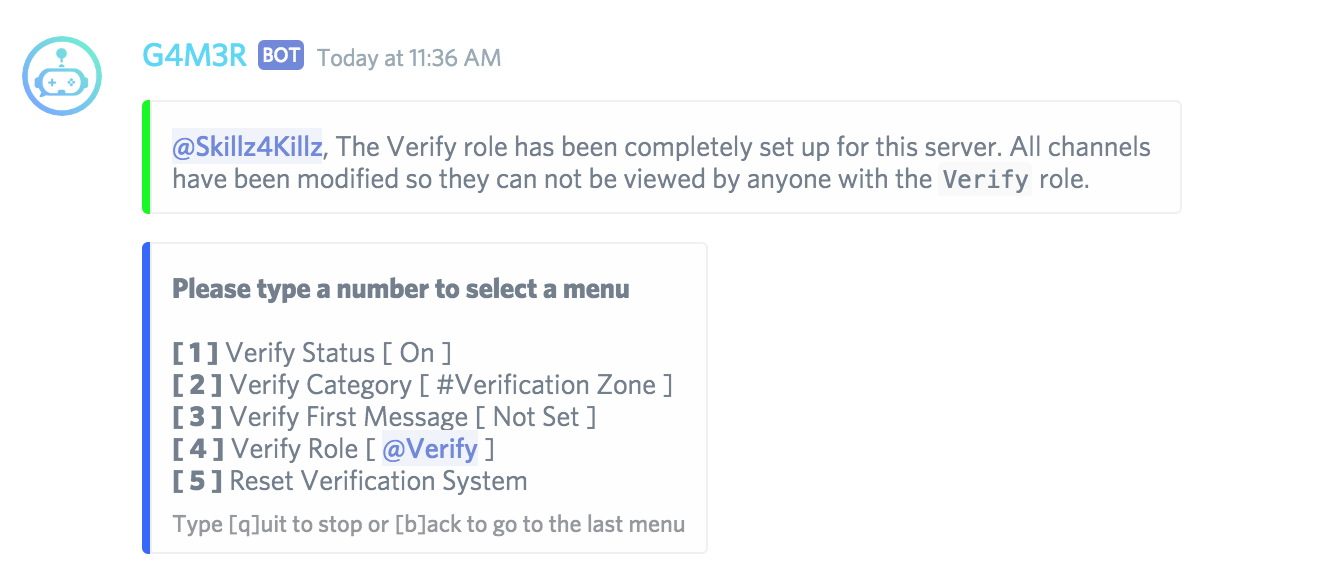 G4M3R BOT Today at 11:36 AM
@Skillz4Killz, The Verify role has been completely set up for this server. All channels
have been modified so they can not be viewed by anyone with the Verify role.
Please type a number to select a menu
[ 1 ] Verify Status [ On ]
[ 2 ] Verify Category [ #Verification Zone ]
[ 3 ] Verify First Message [ Not Set ]
[ 4 ] Verify Role [ @Verify ]
[ 5 ] Reset Verification System
Type [q]uit to stop or [b]ack to go to the last menu